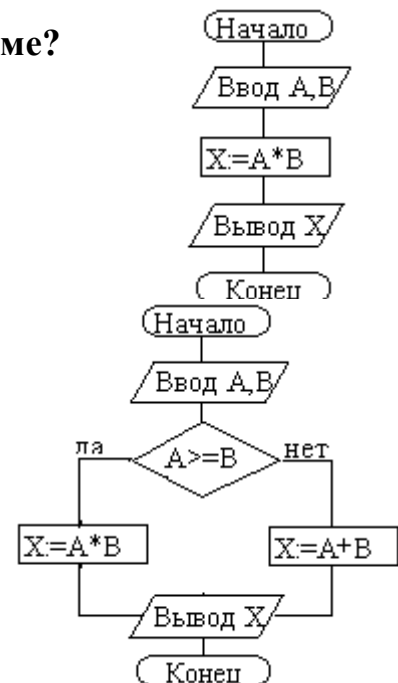 ме?
Начало
Ввод A,B
X:=A*B
Вывод X
Конец
Начало
Ввод A,B
да A>=B нет
X:=A*B X:=A+B
Вывод X
Конец